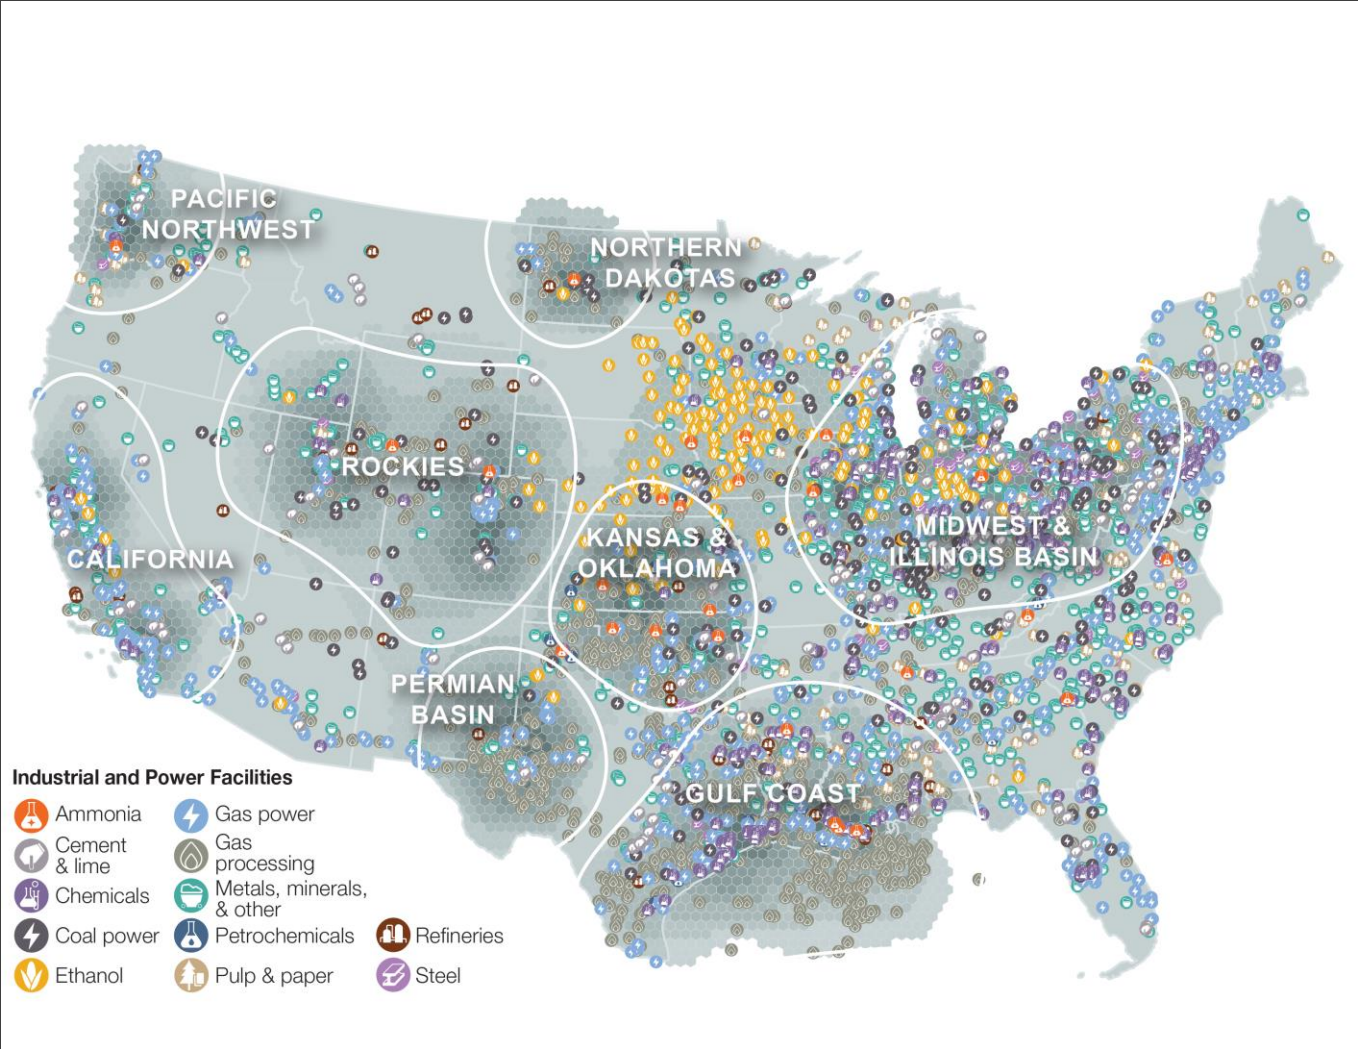 PACIFIC
NORTHWEST
NORTHERN
DAKOTAS
ROCKIES
KANSAS &
OKLAHOMA
MIDWEST &
ILLINOIS BASIN
CALIFORNIA
PERMIAN
BASIN
GULF COAST
Industrial and Power Facilities
Ammonia
Cement
& lime
Chemicals
Coal power
Ethanol
Gas power
Gas
processing
Metals, minerals,
& other
Petrochemicals
Pulp & paper
Refineries
Steel